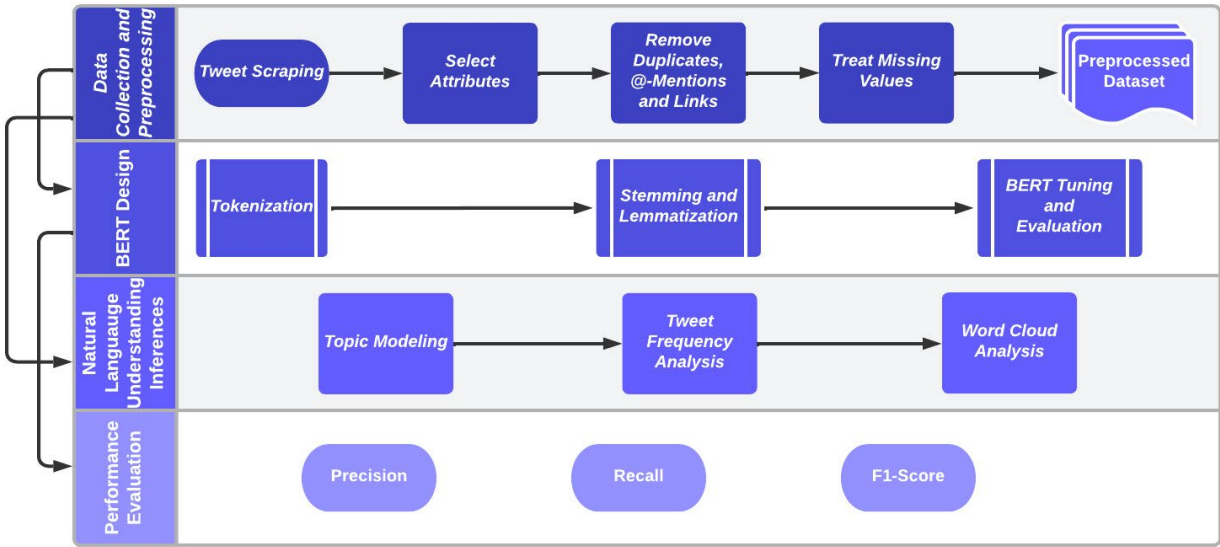 Data
Collection and
Preprocessing
Tweet Scraping
Select
Attributes
Remove
Duplicates,
@-Mentions
and Links
Treat Missing
Values
Preprocessed
Dataset
BERT Design
Tokenization
Stemming and
Lemmatization
BERT Tuning
and
Evaluation
Natural
Langauuge
Understanding
Inferences
Topic Modeling
Tweet
Frequency
Analysis
Word Cloud
Analysis
Performance
Evaluation
Precision
Recall
F1-Score